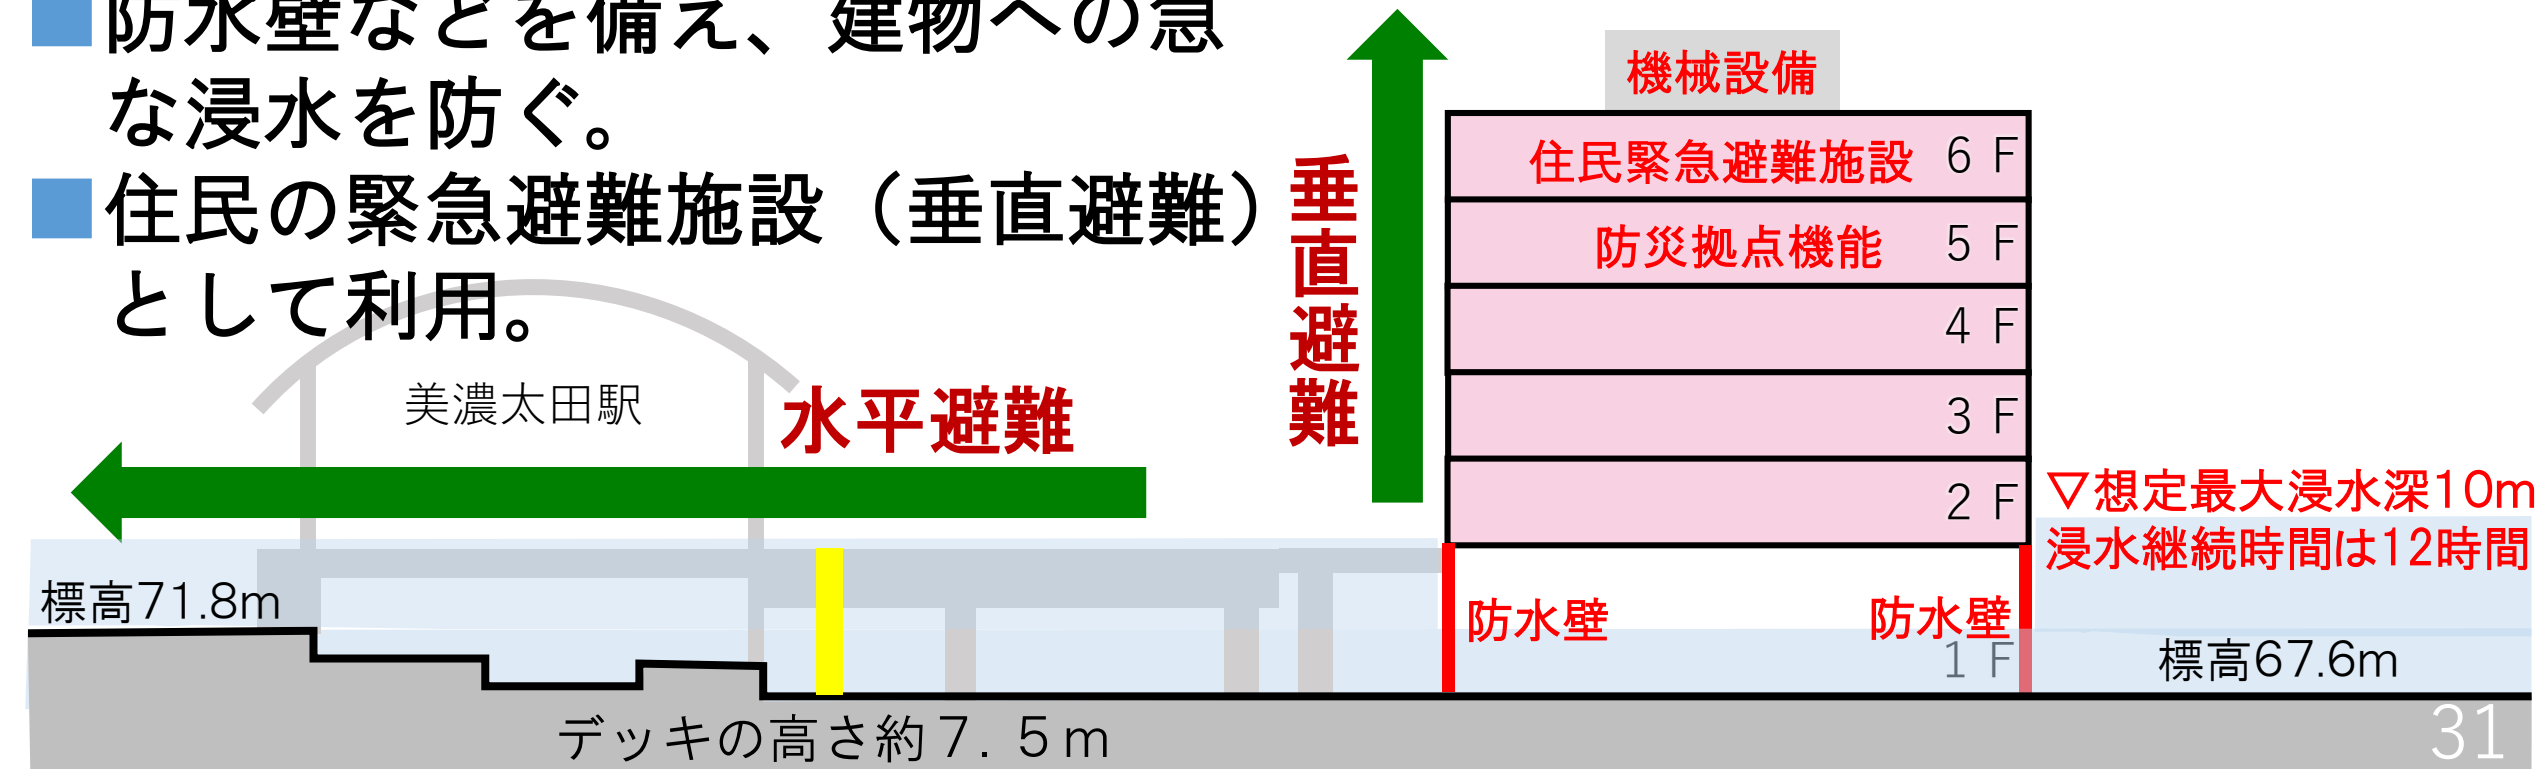 ■防水壁などを備え、建物への急
な浸水を防ぐ。
■住民の緊急避難施設（垂直避難）
として利用。
美濃太田駅
水平避難
垂直避難
機械設備
住民緊急避難施設 6F
防災拠点機能 5F
4F
3F
2F
▽想定最大浸水深10m
浸水継続時間は12時間
防水壁
防水壁
1F
標高71.8m
標高67.6m
デッキの高さ約7.5m
31